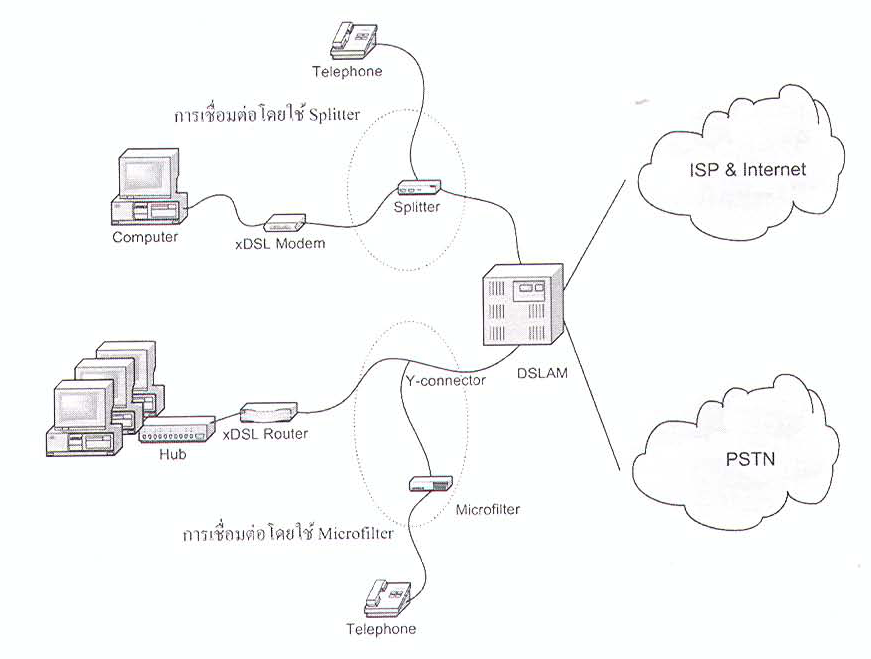 Telephone
การเชื่อมต่อโดยใช้ Splitter
ISP & Internet
Splitter
Computer
xDSL Modem
DSLAM
Y-connector
xDSL Router
Hub
PSTN
Microfilter
การเชื่อมต่อโดยใช้ Microfilter
Telephone